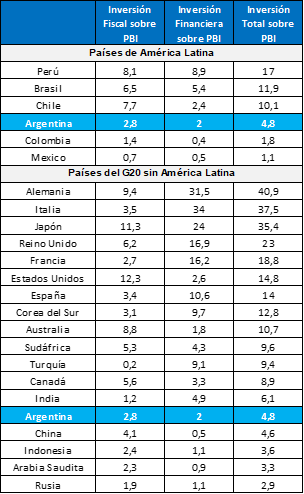 Inversión Fiscal sobre PBI Inversión Financiera sobre PBI Inversión Total sobre PBI
Países de América Latina
Perú 8,1 8,9 17
Brasil 6,5 5,4 11,9
Chile 7,7 2,4 10,1
Argentina 2,8 2 4,8
Colombia 1,4 0,4 1,8
Mexico 0,7 0,5 1,1
Países del G20 sin América Latina
Alemania 9,4 31,5 40,9
Italia 3,5 34 37,5
Japón 11,3 24 35,4
Reino Unido 6,2 16,9 23
Francia 2,7 16,2 18,8
Estados Unidos 12,3 2,6 14,8
España 3,4 10,6 14
Corea del Sur 3,1 9,7 12,8
Australia 8,8 1,8 10,7
Sudáfrica 5,3 4,3 9,6
Turquía 0,2 9,1 9,4
Canadá 5,6 3,3 8,9
India 1,2 4,9 6,1
Argentina 2,8 2 4,8
China 4,1 0,5 4,6
Indonesia 2,4 1,1 3,6
Arabia Saudita 2,3 0,9 3,3
Rusia 1,9 1,1 2,9